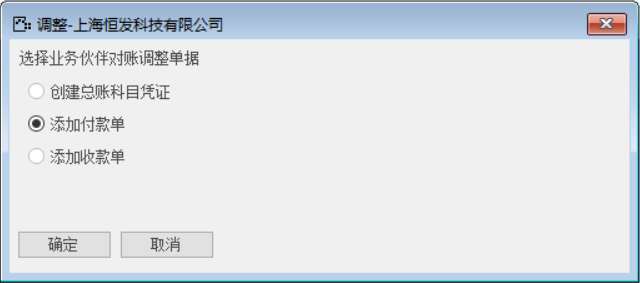 调整-上海恒发科技有限公司
选择业务伙伴对账调整单据
创建总账科目凭证
添加付款单
添加收款单
确定 取消